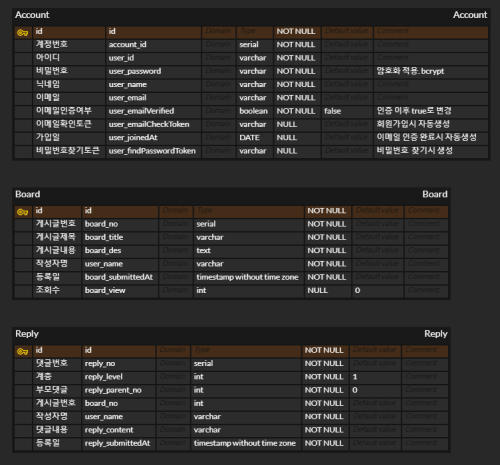 Account Account
id id Domain Type NOT NULL Default value Comment
계정번호 account_id Domain serial NOT NULL Default value Comment
아이디 user_id Domain varchar NOT NULL Default value Comment
비밀번호 user_password Domain varchar NOT NULL Default value 암호화 적용. bcrypt
닉네임 user_name Domain varchar NOT NULL Default value Comment
이메일 user_email Domain varchar NOT NULL Default value Comment
이메일인증여부 user_emailVerified Domain boolean NOT NULL false 인증 이후 true로 변경
이메일확인토큰 user_emailCheckToken Domain varchar NULL Default value 회원가입시 자동생성
가입일 user_joinedAt Domain DATE NULL Default value 이메일 인증 완료시 자동생성
비밀번호찾기토큰 user_findPasswordToken Domain varchar NULL Default value 비밀번호 찾기시 생성
Board Board
id id Domain Type NOT NULL Default value Comment
게시글번호 board_no Domain serial NOT NULL Default value Comment
게시글제목 board_title Domain varchar NOT NULL Default value Comment
게시글내용 board_des Domain text NOT NULL Default value Comment
작성자명 user_name Domain varchar NOT NULL Default value Comment
등록일 board_submittedAt Domain timestamp without time zone NOT NULL Default value Comment
조회수 board_view Domain int NULL 0 Comment
Reply Reply
id id Domain Type NOT NULL Default value Comment
댓글번호 reply_no Domain serial NOT NULL Default value Comment
계층 reply_level Domain int NOT NULL 1 Comment
부모댓글 reply_parent_no Domain int NOT NULL 0 Comment
게시글번호 board_no Domain int NOT NULL Default value Comment
작성자명 user_name Domain varchar NOT NULL Default value Comment
댓글내용 reply_content Domain varchar NOT NULL Default value Comment
등록일 reply_submittedAt Domain timestamp without time zone NOT NULL Default value Comment